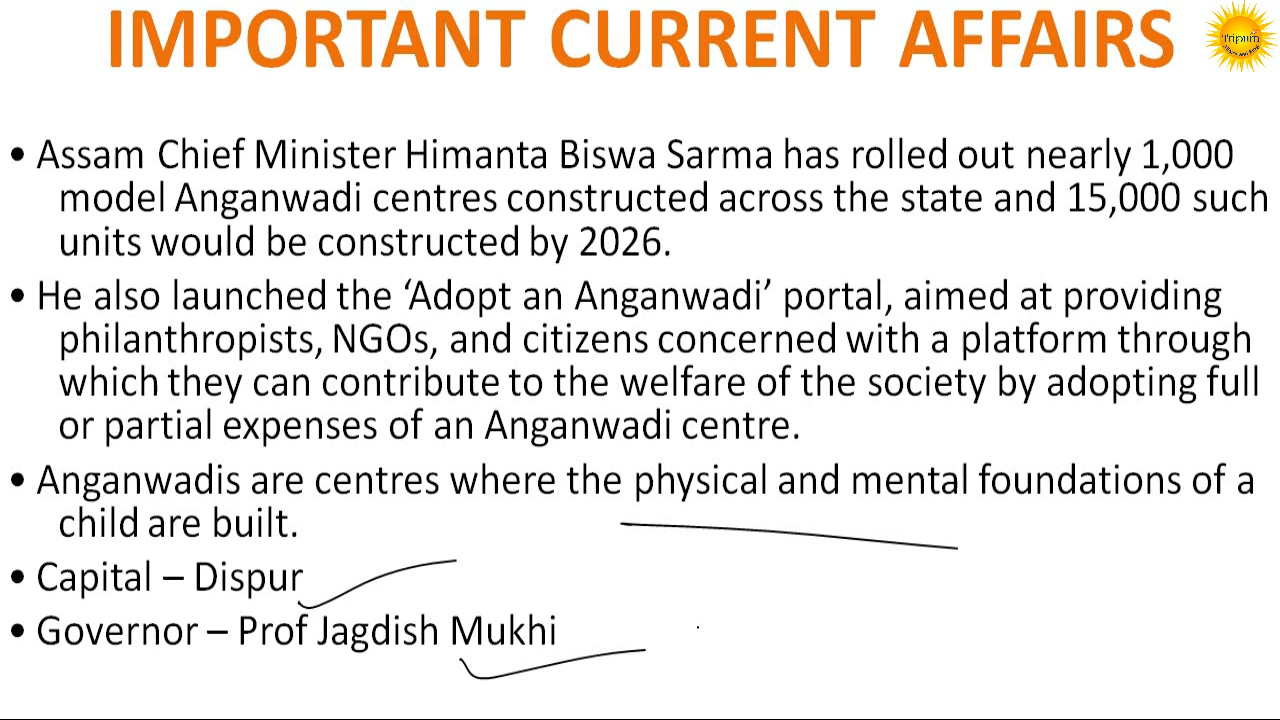 IMPORTANT CURRENT AFFAIRS
Tripura
• Assam Chief Minister Himanta Biswa Sarma has rolled out nearly 1,000
model Anganwadi centres constructed across the state and 15,000 such
units would be constructed by 2026.
• He also launched the ‘Adopt an Anganwadi’ portal, aimed at providing
philanthropists, NGOs, and citizens concerned with a platform through
which they can contribute to the welfare of the society by adopting full
or partial expenses of an Anganwadi centre.
• Anganwadis are centres where the physical and mental foundations of a
child are built.
• Capital – Dispur
• Governor – Prof Jagdish Mukhi